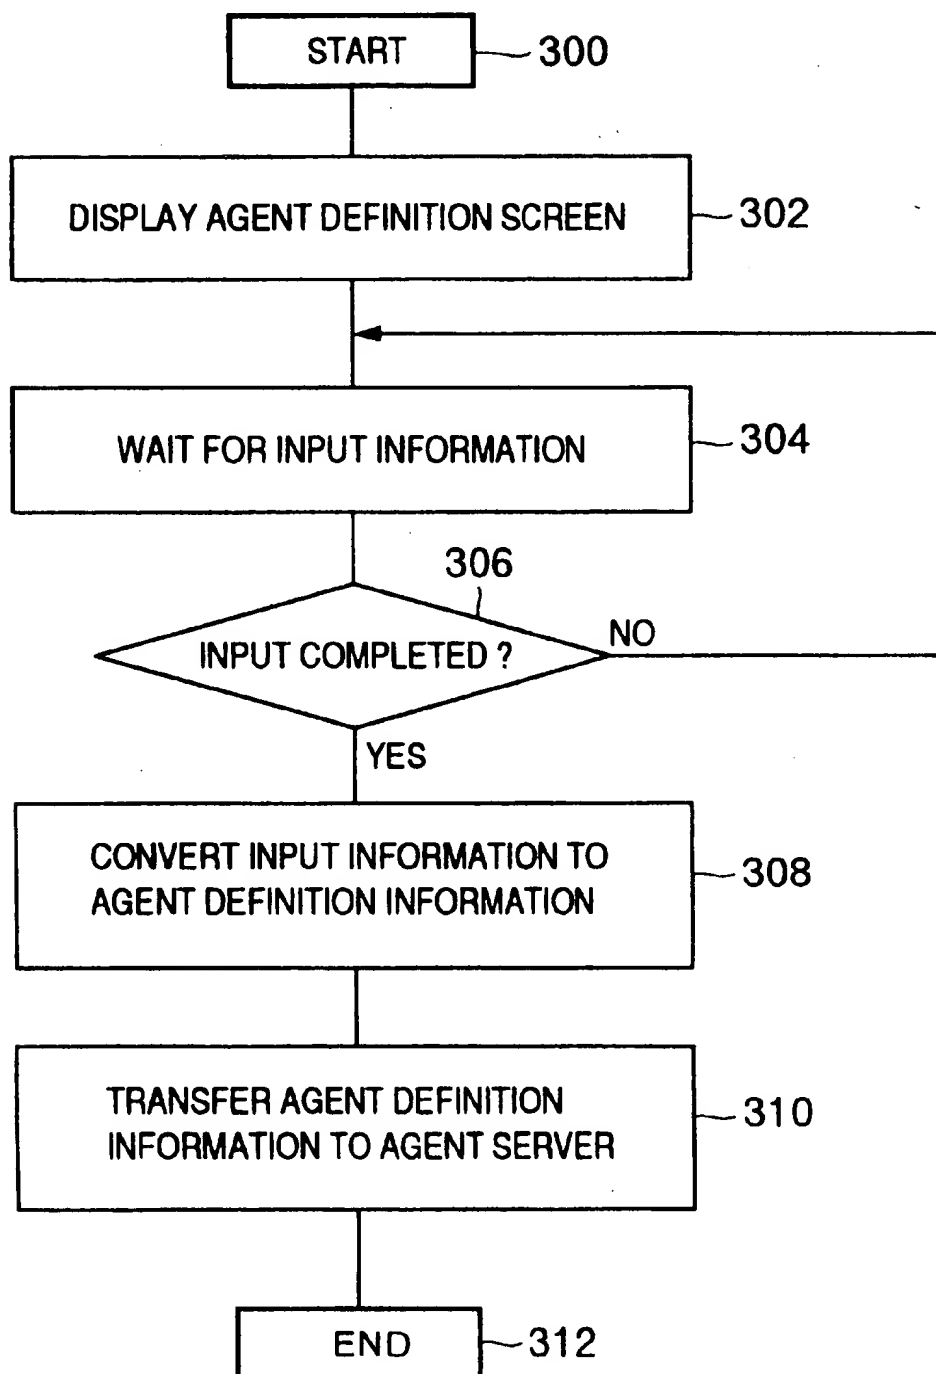 START 300
DISPLAY AGENT DEFINITION SCREEN 302
WAIT FOR INPUT INFORMATION 304
306
INPUT COMPLETED ? NO
YES
CONVERT INPUT INFORMATION TO
AGENT DEFINITION INFORMATION
308
TRANSFER AGENT DEFINITION
INFORMATION TO AGENT SERVER
310
END 312